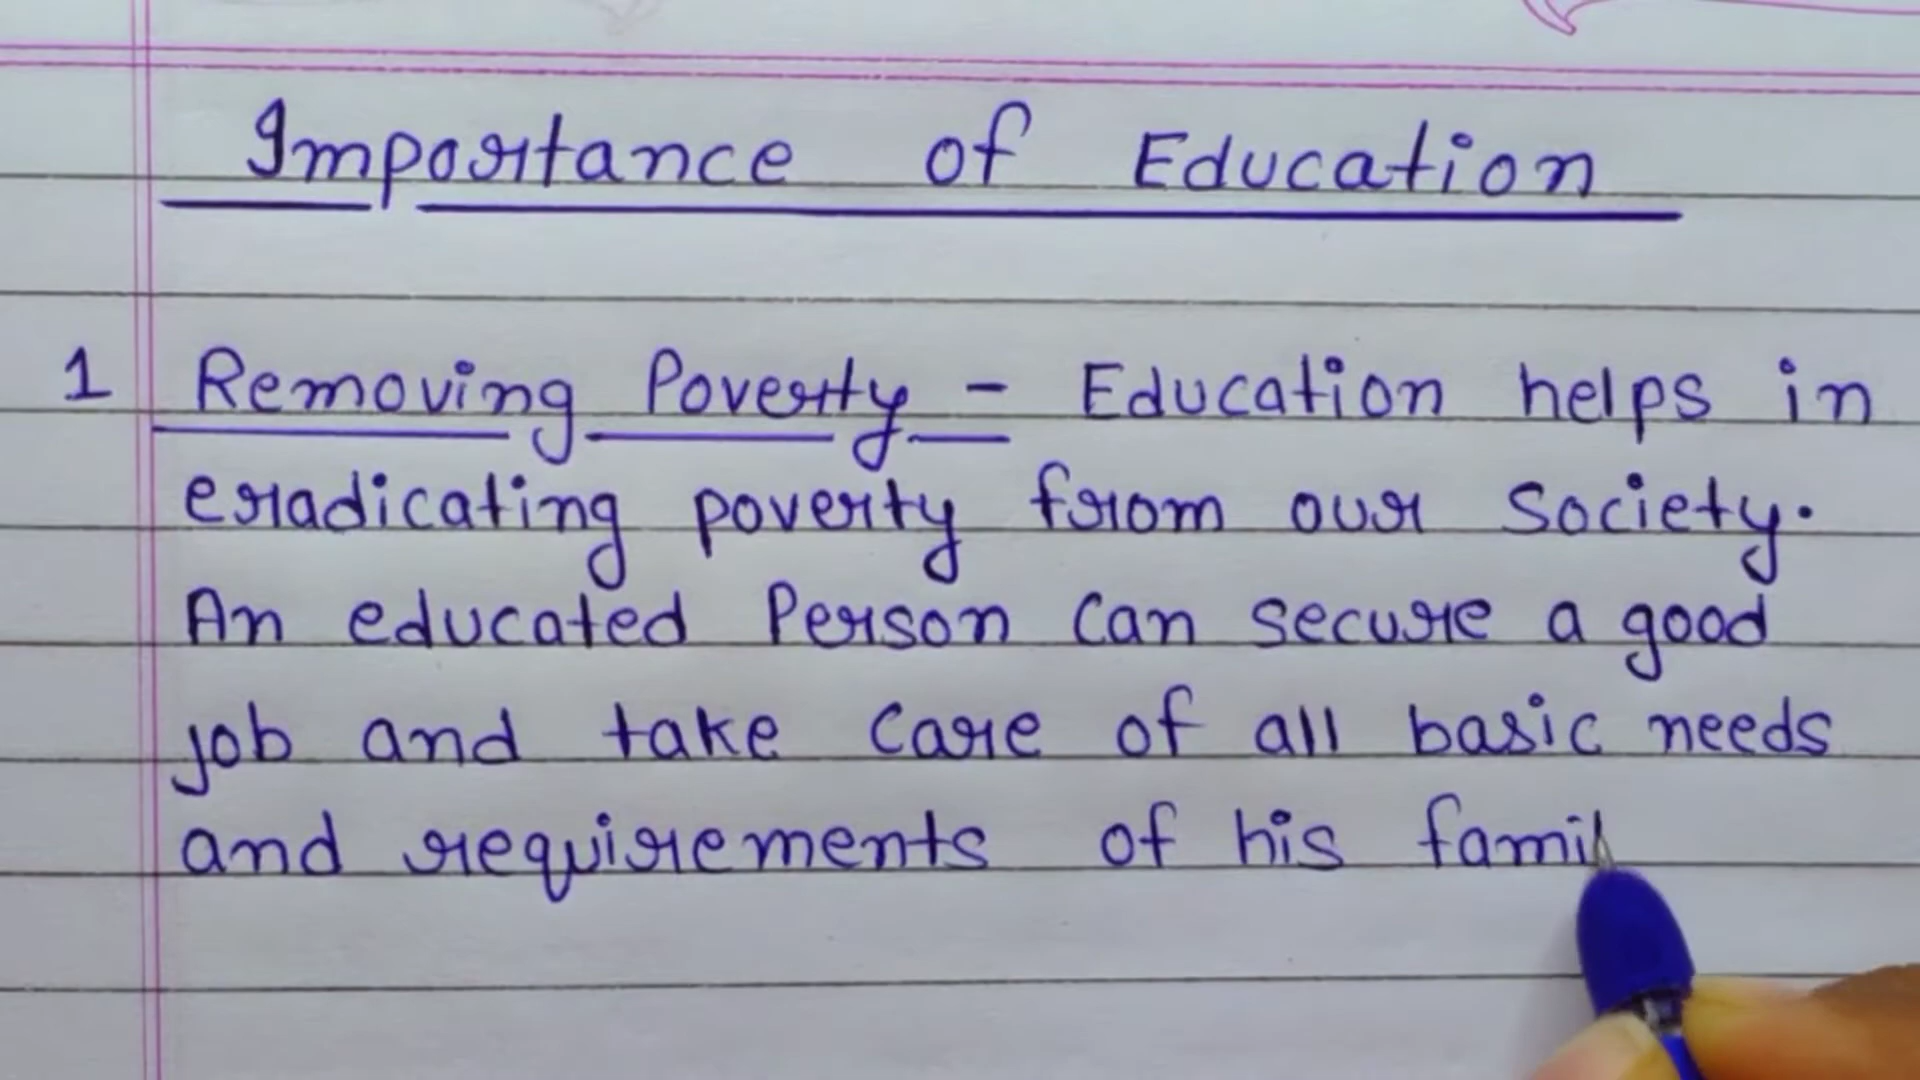 Importance of Education
1 Removing Poverty - Education helps in
eradicating poverty from our Society.
An educated Person Can secure a good
job and take Care of all basic needs
and requirements of his famil